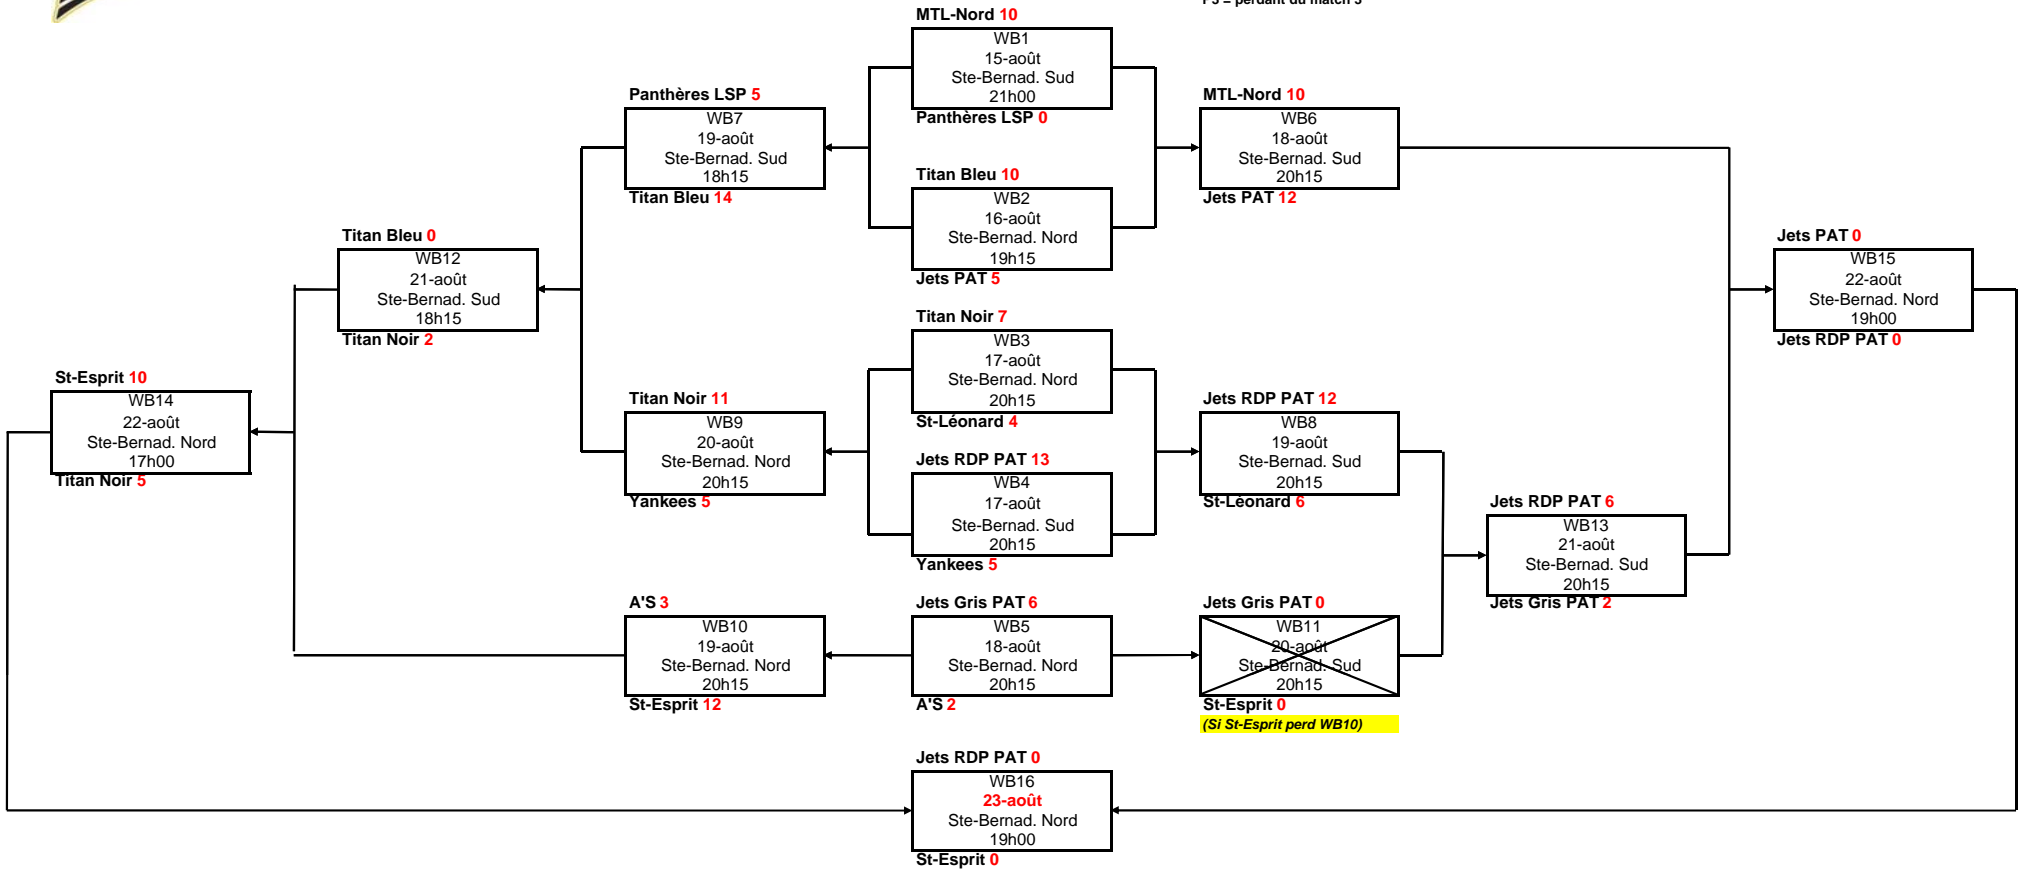 P5 = perdant du match 5
MTL-Nord 10
WB1
15-août
Ste-Bernad. Sud
21h00
Panthères LSP 0
Panthères LSP 5
WB7
19-août
Ste-Bernad. Sud
18h15
Titan Bleu 14
MTL-Nord 10
WB6
18-août
Ste-Bernad. Sud
20h15
Jets PAT 12
Titan Bleu 10
WB2
16-août
Ste-Bernad. Nord
19h15
Jets PAT 5
Titan Bleu 0
WB12
21-août
Ste-Bernad. Sud
18h15
Titan Noir 2
Jets PAT 0
WB15
22-août
Ste-Bernad. Nord
19h00
Jets RDP PAT 0
Titan Noir 7
WB3
17-août
Ste-Bernad. Nord
20h15
St-Léonard 4
St-Esprit 10
WB14
22-août
Ste-Bernad. Nord
17h00
Titan Noir 5
Titan Noir 11
WB9
20-août
Ste-Bernad. Nord
20h15
Yankees 5
Jets RDP PAT 12
WB8
19-août
Ste-Bernad. Sud
20h15
St-Léonard 6
Jets RDP PAT 13
WB4
17-août
Ste-Bernad. Sud
20h15
Yankees 5
Jets RDP PAT 6
WB13
21-août
Ste-Bernad. Sud
20h15
Jets Gris PAT 2
A'S 3
WB10
19-août
Ste-Bernad. Nord
20h15
St-Esprit 12
Jets Gris PAT 6
WB5
18-août
Ste-Bernad. Nord
20h15
A'S 2
Jets Gris PAT 0
WB11
20-août
Ste-Bernad. Sud
20h15
St-Esprit 0
(Si St-Esprit perd WB10)
Jets RDP PAT 0
WB16
23-août
Ste-Bernad. Nord
19h00
St-Esprit 0